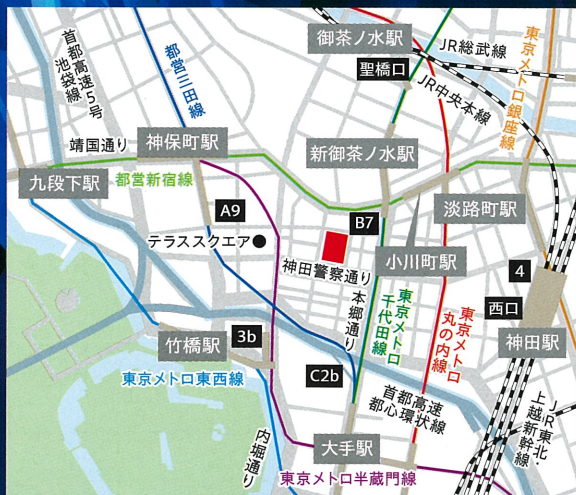 御茶ノ水駅
JR総武線
聖橋口
JR中央本線
東京メトロ銀座線
首都高速5号
池袋線
都営三田線
靖国通り
神保町駅
新御茶ノ水駅
九段下駅
都営新宿線
淡路町駅
A9
B7
テラススクエア
小川町駅
神田警察通り
4
西口
本郷通り
東京メトロ
千代田線
東京メトロ
丸の内線
神田駅
竹橋駅
3b
C2b
東京メトロ東西線
首都高速
都心環状線
JR東北・
上越新幹線
内堀通り
大手駅
東京メトロ半蔵門線